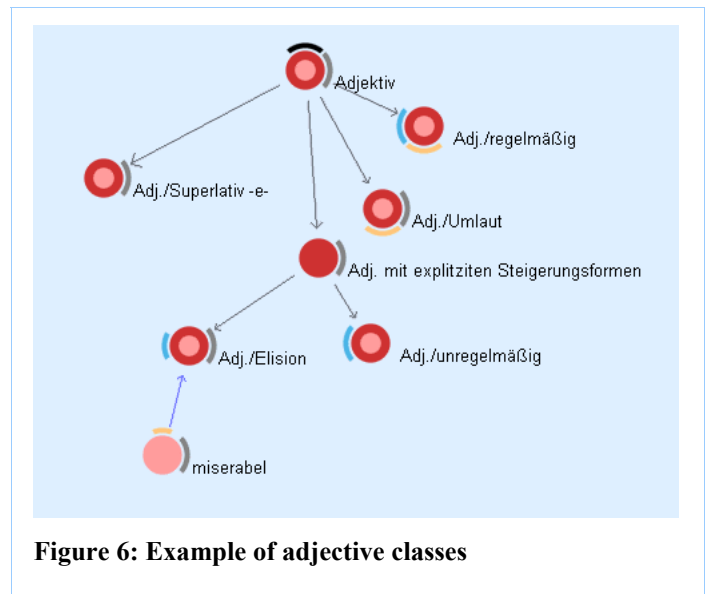 Adjektiv
Adj./regelmäßig
Adj./Superlativ -e-
Adj./Umlaut
Adj. mit explitziten Steigerungsformen
Adj./Elision
Adj./unregelmäßig
miserabel
Figure 6: Example of adjective classes